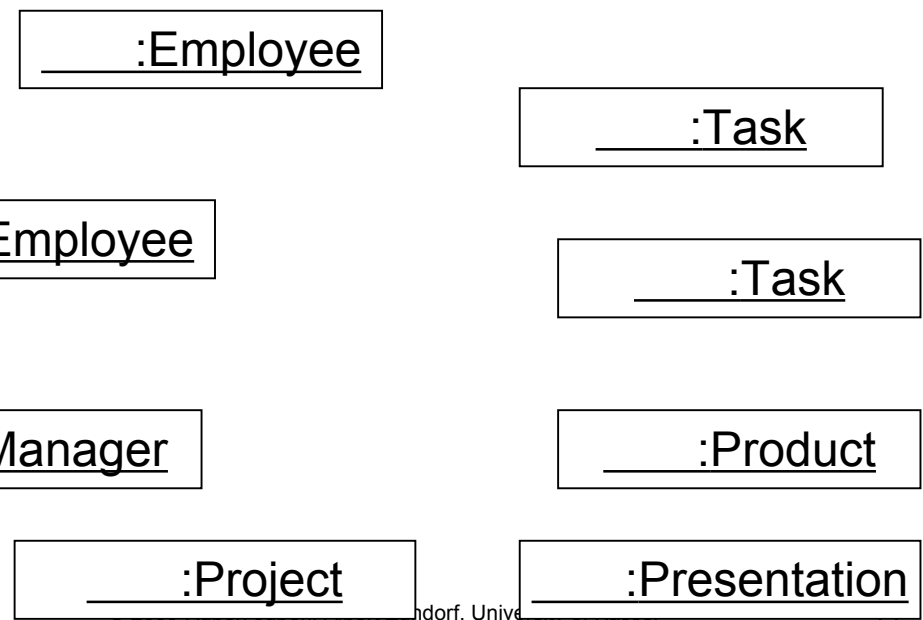 :Employee
:Task
Employee
:Task
Manager
:Product
:Project
:Presentation